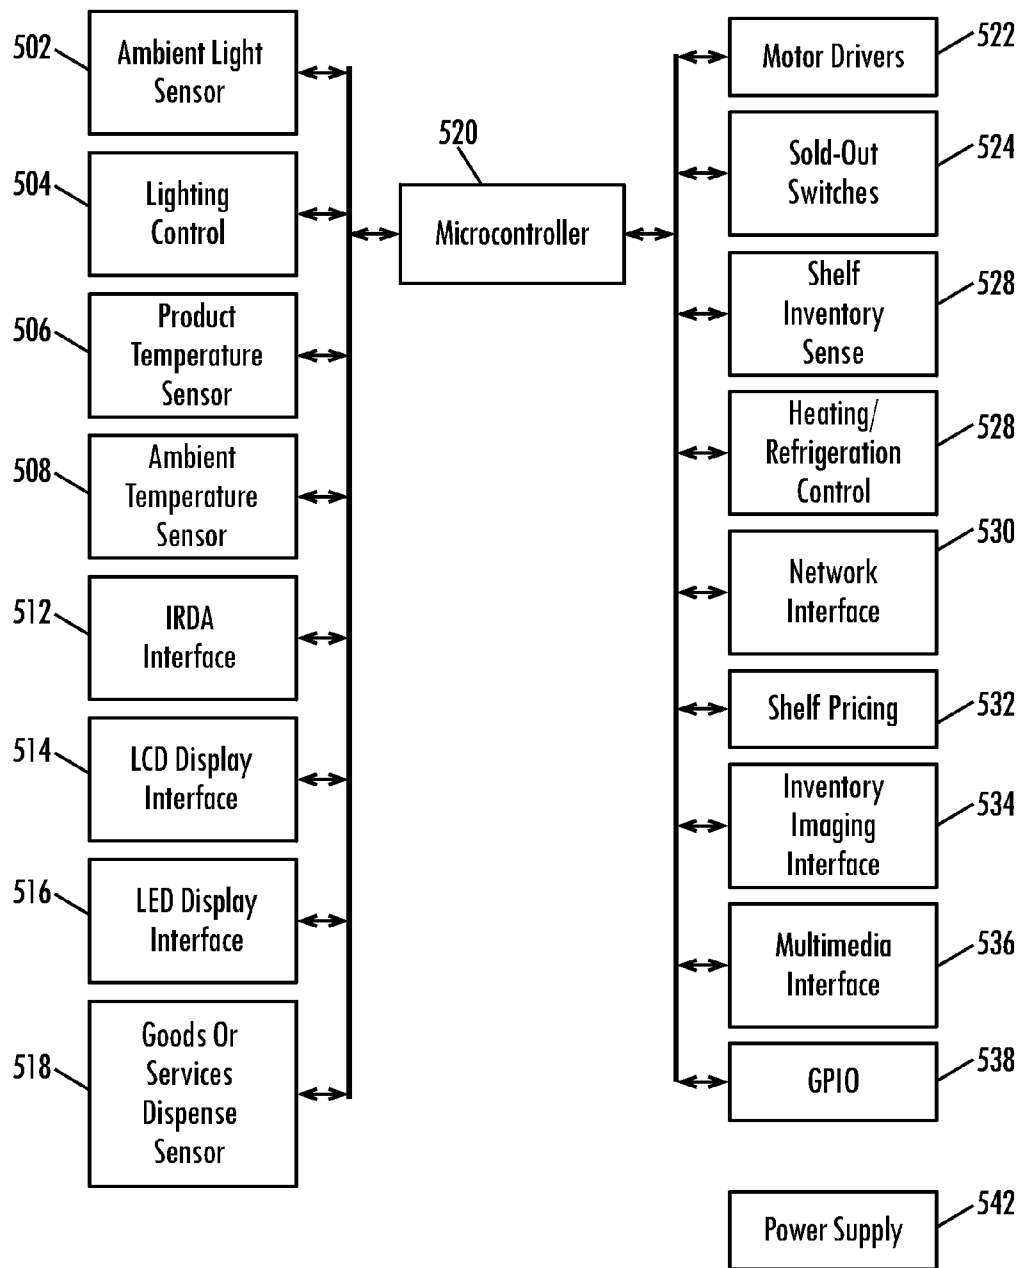 502
Ambient Light
Sensor
504
Lighting
Control
506
Product
Temperature
Sensor
508
Ambient
Temperature
Sensor
512
IRDA
Interface
514
LCD Display
Interface
516
LED Display
Interface
518
Goods Or
Services
Dispense
Sensor
520
Microcontroller
Motor Drivers
522
Sold-Out
Switches
524
Shelf
Inventory
Sense
528
Heating/
Refrigeration
Control
528
Network
Interface
530
Shelf Pricing
532
Inventory
Imaging
Interface
534
Multimedia
Interface
536
GPIO
538
Power Supply
542